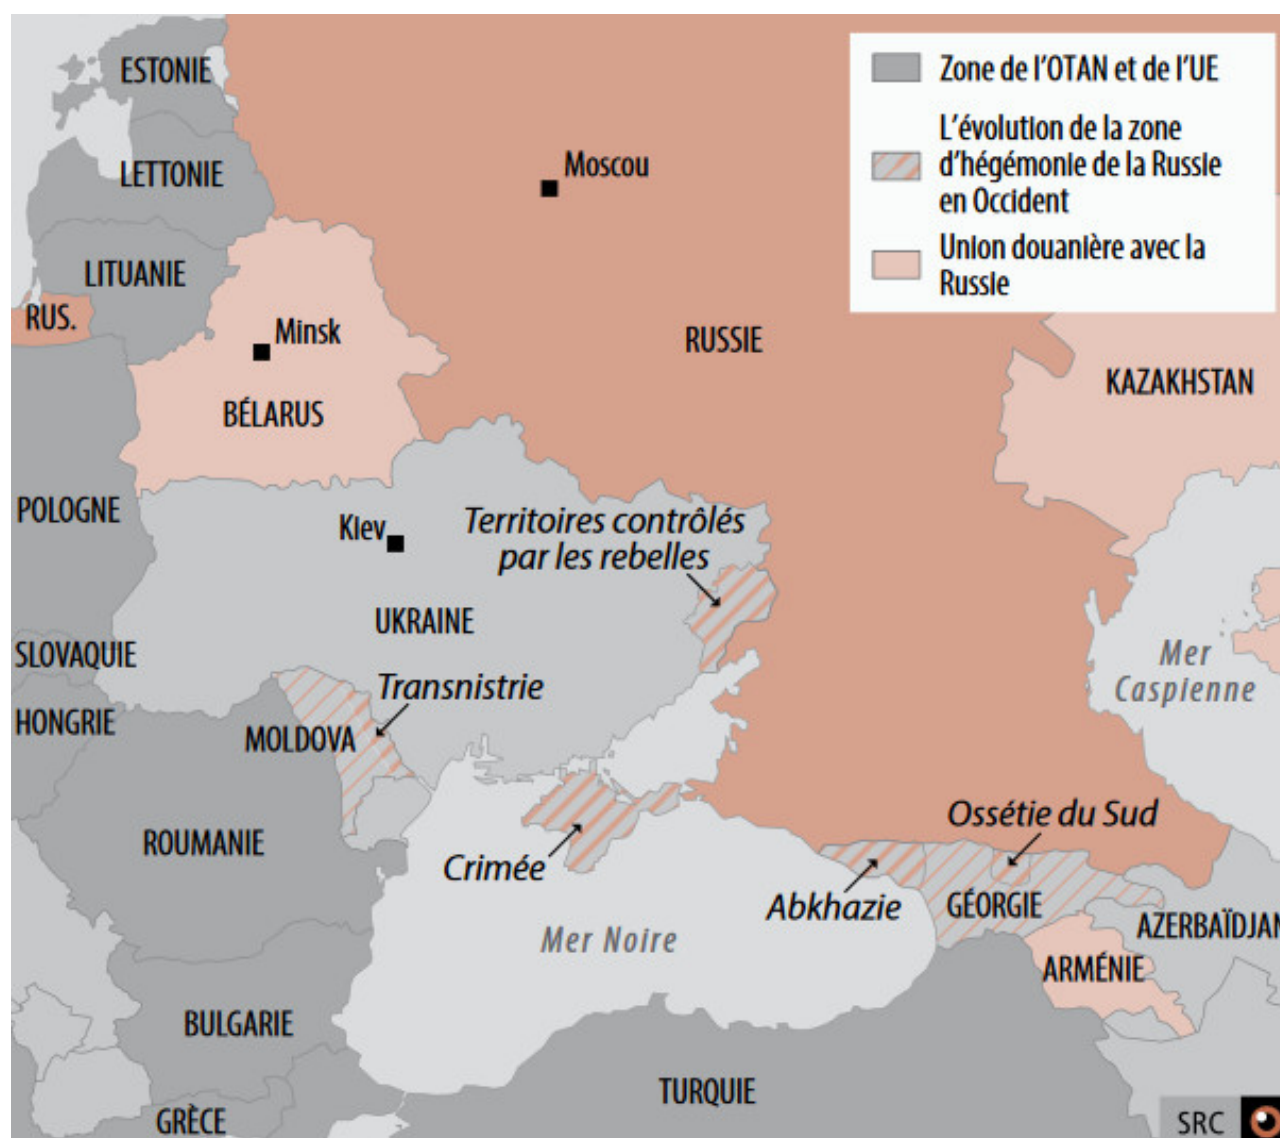 ESTONIE
Zone de l'OTAN et de l'UE
L'évolution de la zone
d'hégémonie de la Russie
en Occident
Union douanière avec la
Russie
LETTONIE
Moscou
LITUANIE
RUS.
Minsk
RUSSIE
KAZAKHSTAN
BÉLARUS
POLOGNE
Kiev
Territoires contrôlés
par les rebelles
UKRAINE
SLOVAQUIE
Mer
Caspienne
Transnistrie
HONGRIE
MOLDOVA
ROUMANIE
Crimée
Ossétie du Sud
Abkhazie
GÉORGIE
AZERBAÏDJAN
Mer Noire
ARMÉNIE
BULGARIE
TURQUIE
GRÈCE
SRC